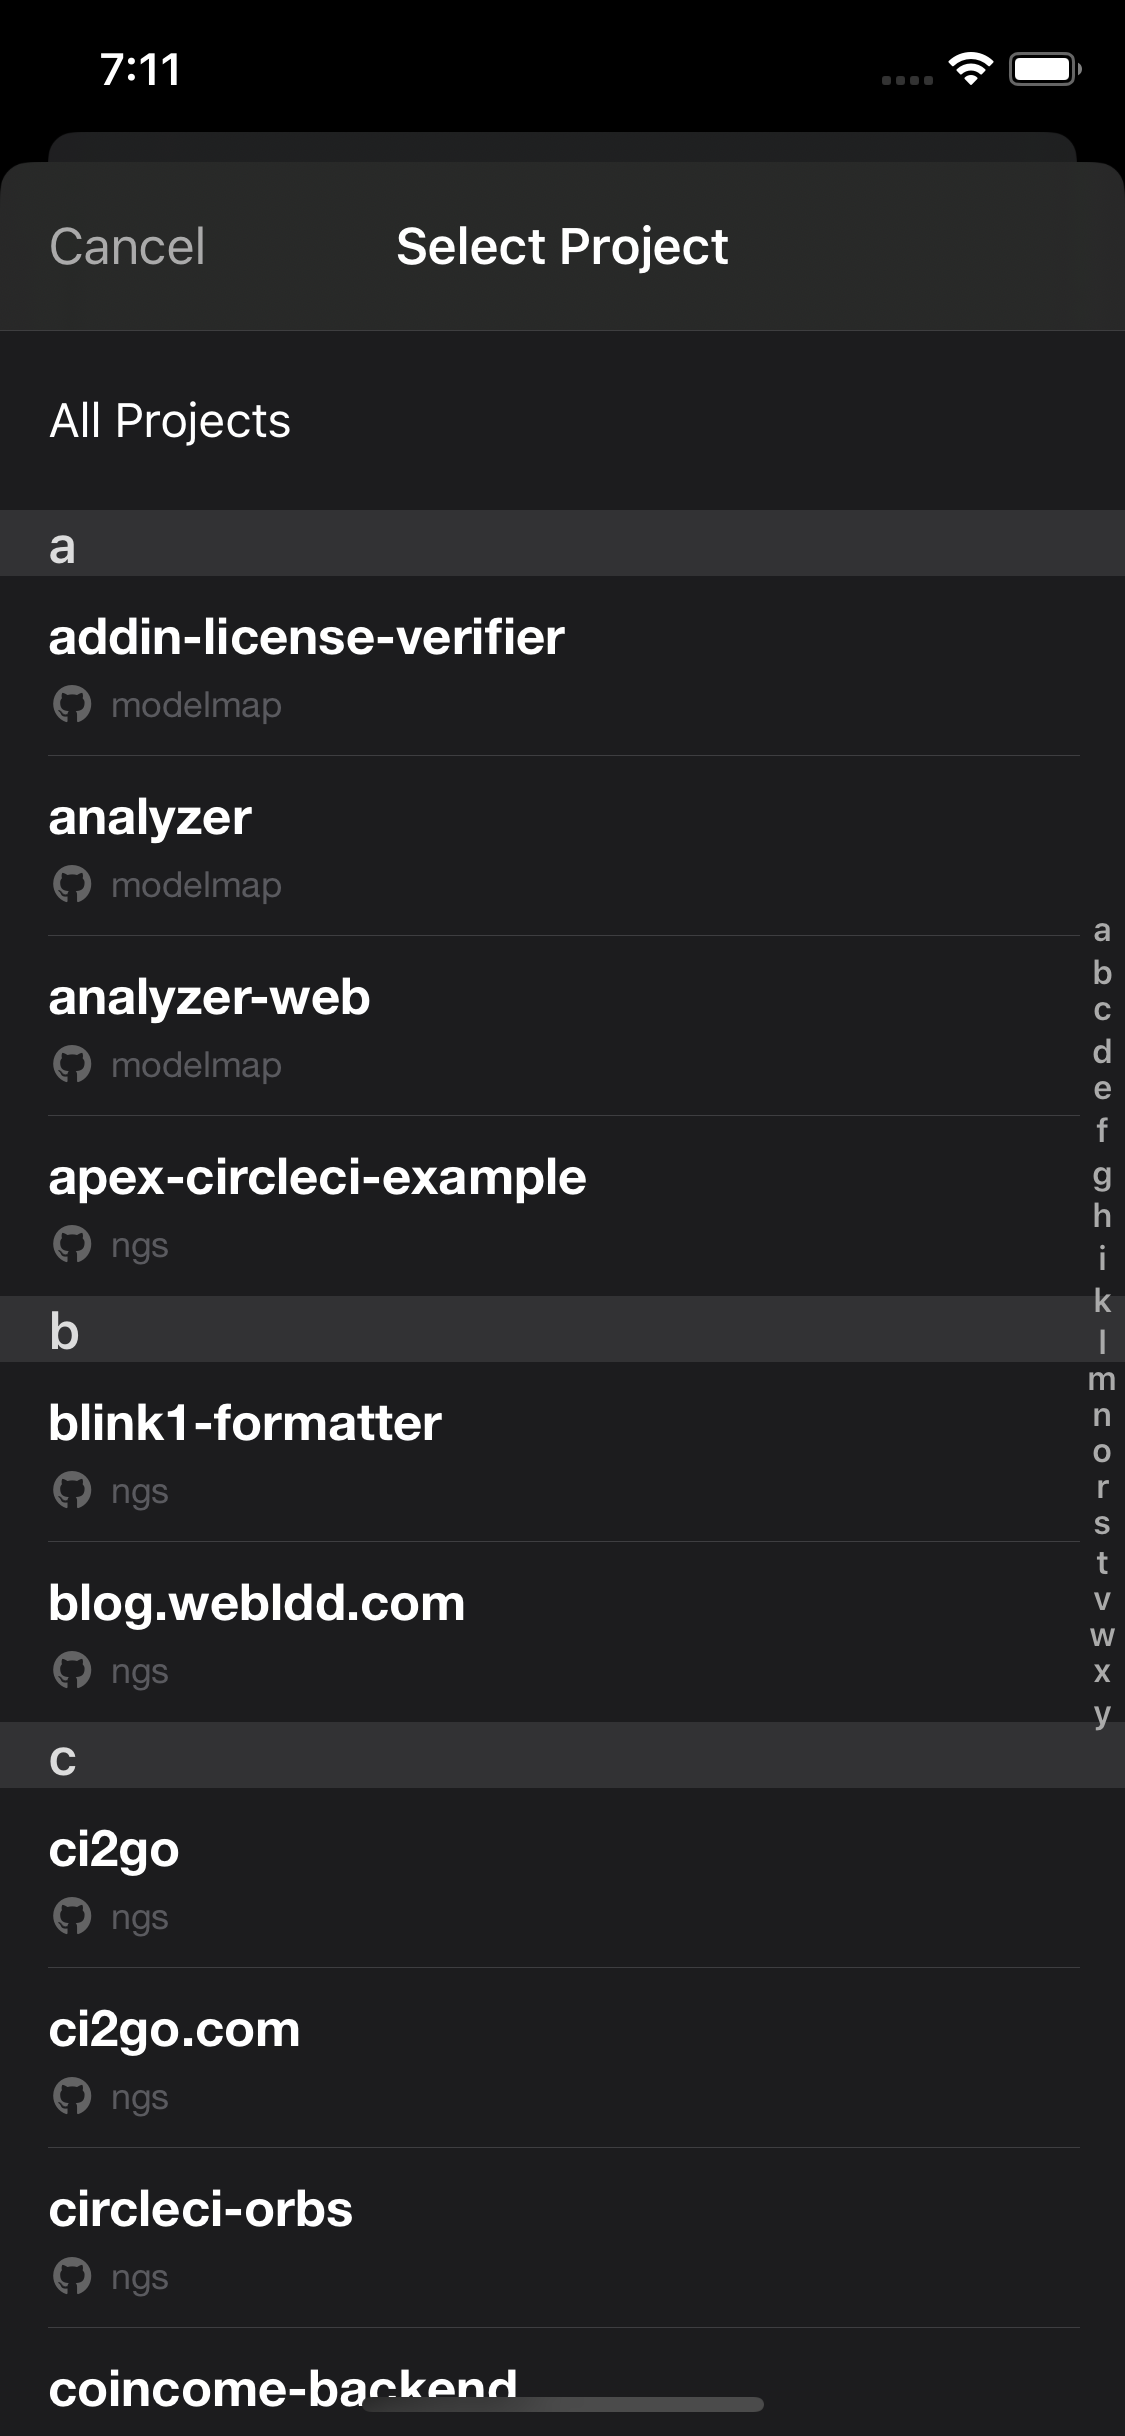 7:11
Cancel
Select Project
All Projects
a
addin-license-verifier
modelmap
analyzer
modelmap
analyzer-web
modelmap
apex-circleci-example
ngs
b
blink1-formatter
ngs
blog.webldd.com
ngs
c
ci2go
ngs
ci2go.com
ngs
circleci-orbs
ngs
coincome-backend
a
b
c
d
e
f
g
h
i
k
l
m
n
o
r
s
t
v
w
x
y